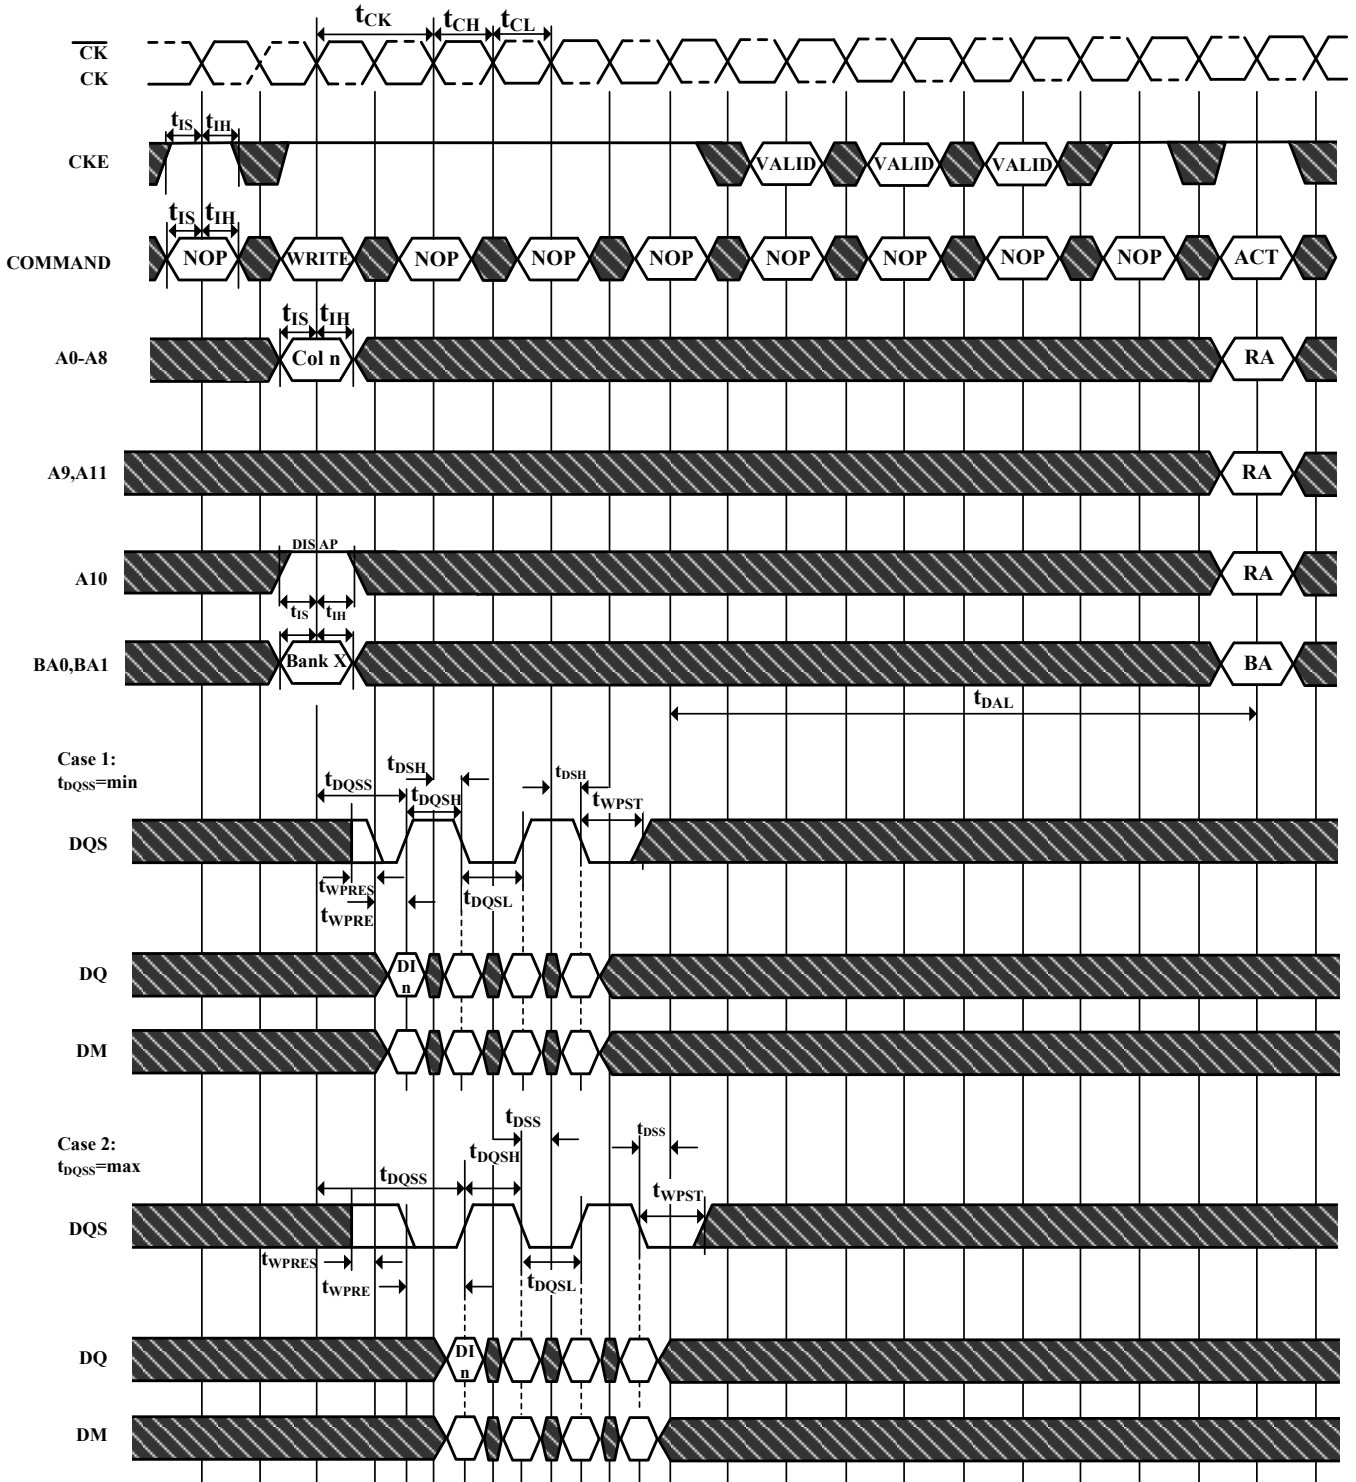 tCK tCH tCL
CK
CK
tIS tIH
CKE VALID VALID VALID
tIS tIH
COMMAND NOP WRITE NOP NOP NOP NOP NOP NOP NOP ACT
tIS tIH
A0-A8 Col n RA
A9,A11 RA
DIS AP
A10 RA
tIS tIH
BA0,BA1 Bank X BA
tDAL
Case 1:
tDQSS=min
tDSH tDSH
tDQSS tDQSH tWPST
DQS
tWPRES tDQSL
tWPRE
DQ DI
n
DM
tDSS tDSS
Case 2:
tDQSS=max
tDQSH
tDQSS tWPST
DQS
tWPRES tDQSL
tWPRE
DQ DI
n
DM